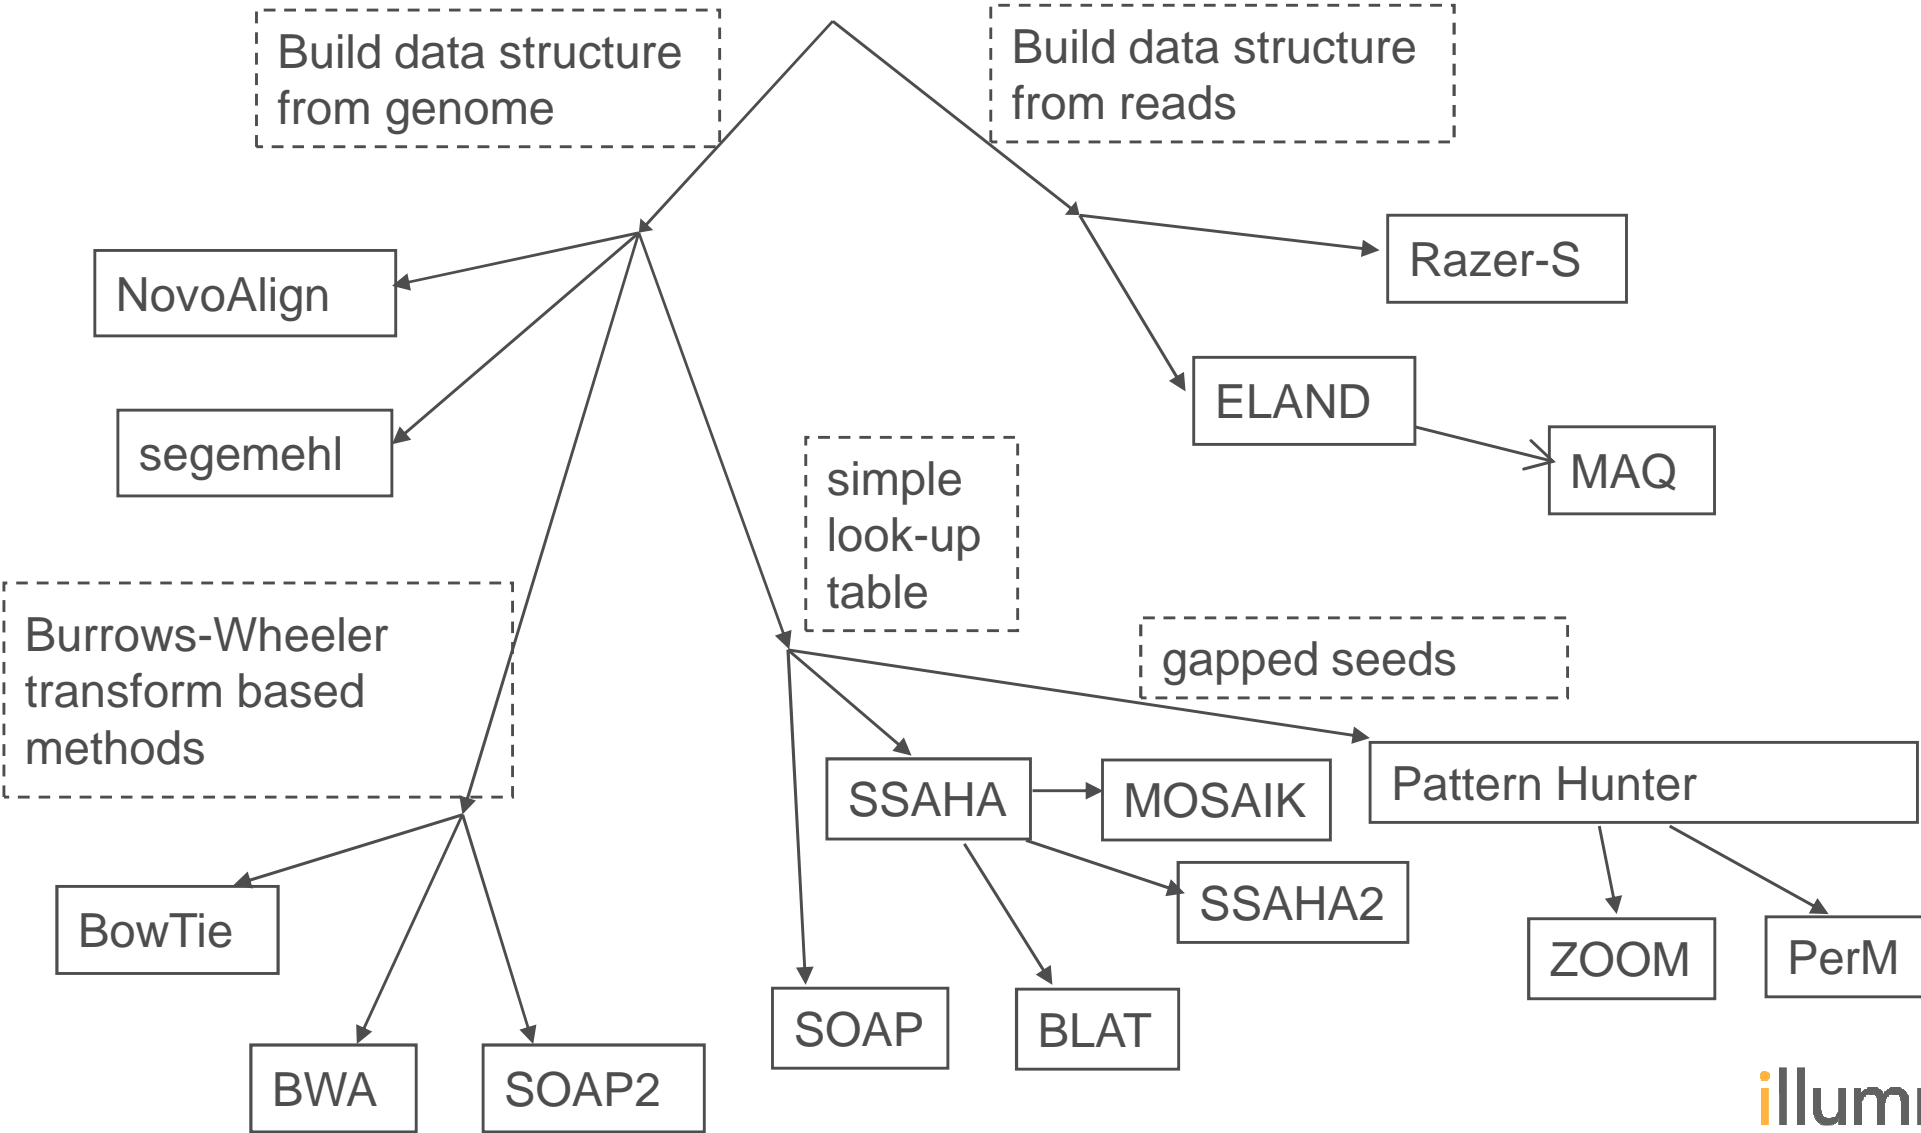 Build data structure
from genome
Build data structure
from reads
NovoAlign
Razer-S
segemehl
ELAND
MAQ
simple
look-up
table
Burrows-Wheeler
transform based
methods
gapped seeds
SSAHA
MOSAIK
Pattern Hunter
SSAHA2
BowTie
ZOOM
PerM
SOAP
BLAT
BWA
SOAP2